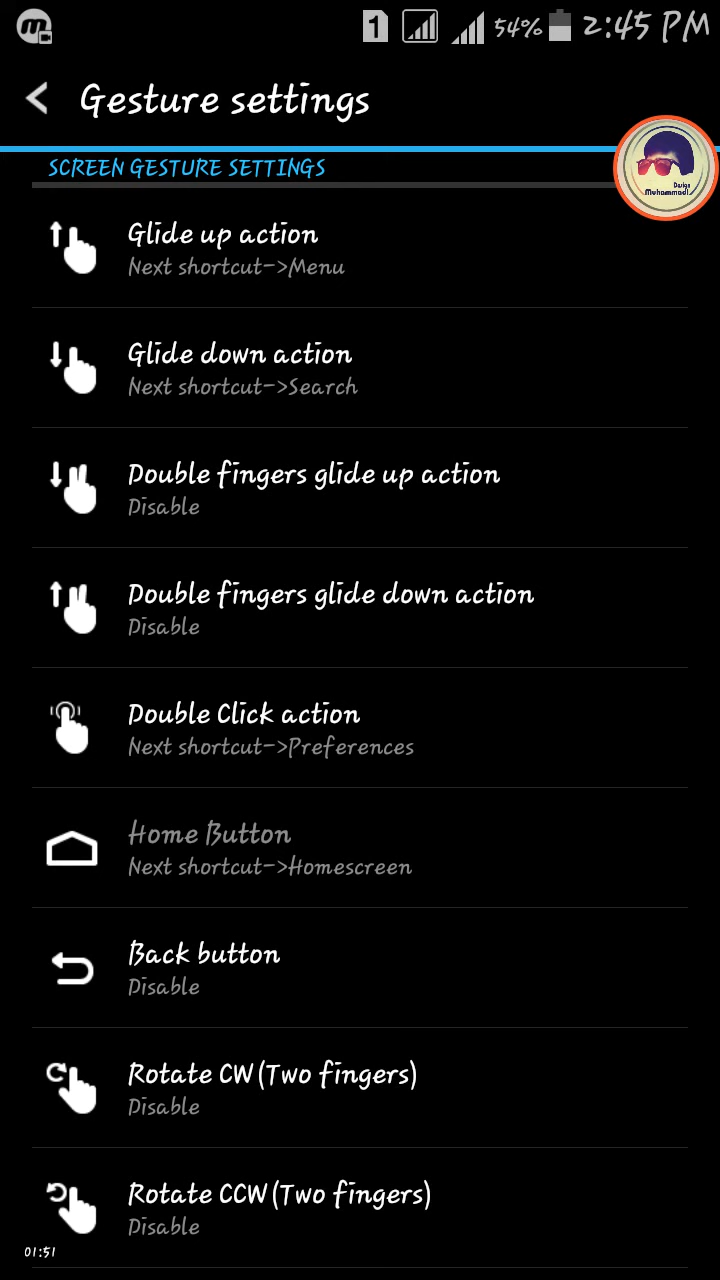 1 54% 2:45 PM
Gesture settings
SCREEN GESTURE SETTINGS
Design
Muhammadi
Glide up action
Next shortcut->Menu
Glide down action
Next shortcut->Search
Double fingers glide up action
Disable
Double fingers glide down action
Disable
Double Click action
Next shortcut->Preferences
Home Button
Next shortcut->Homescreen
Back button
Disable
Rotate CW(Two fingers)
Disable
Rotate CCW(Two fingers)
Disable
01:51